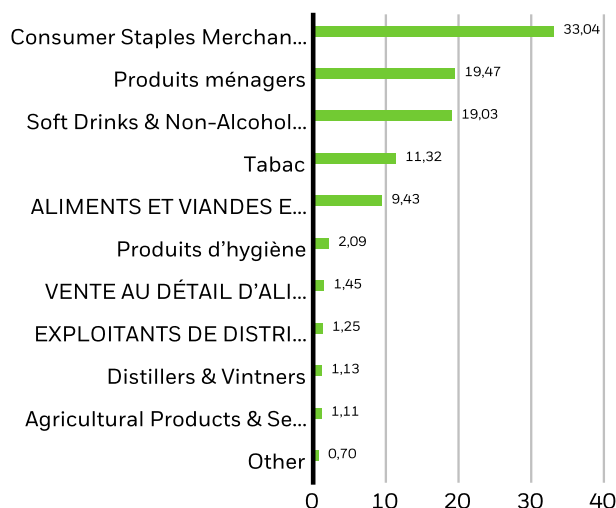 Consumer Staples Merchan... 33,04
Produits ménagers 19,47
Soft Drinks & Non-Alcohol... 19,03
Tabac 11,32
ALIMENTS ET VIANDES E... 9,43
Produits d’hygiène 2,09
VENTE AU DÉTAIL D’ALI... 1,45
EXPLOITANTS DE DISTRI... 1,25
Distillers & Vintners 1,13
Agricultural Products & Se... 1,11
Other 0,70
0 10 20 30 40